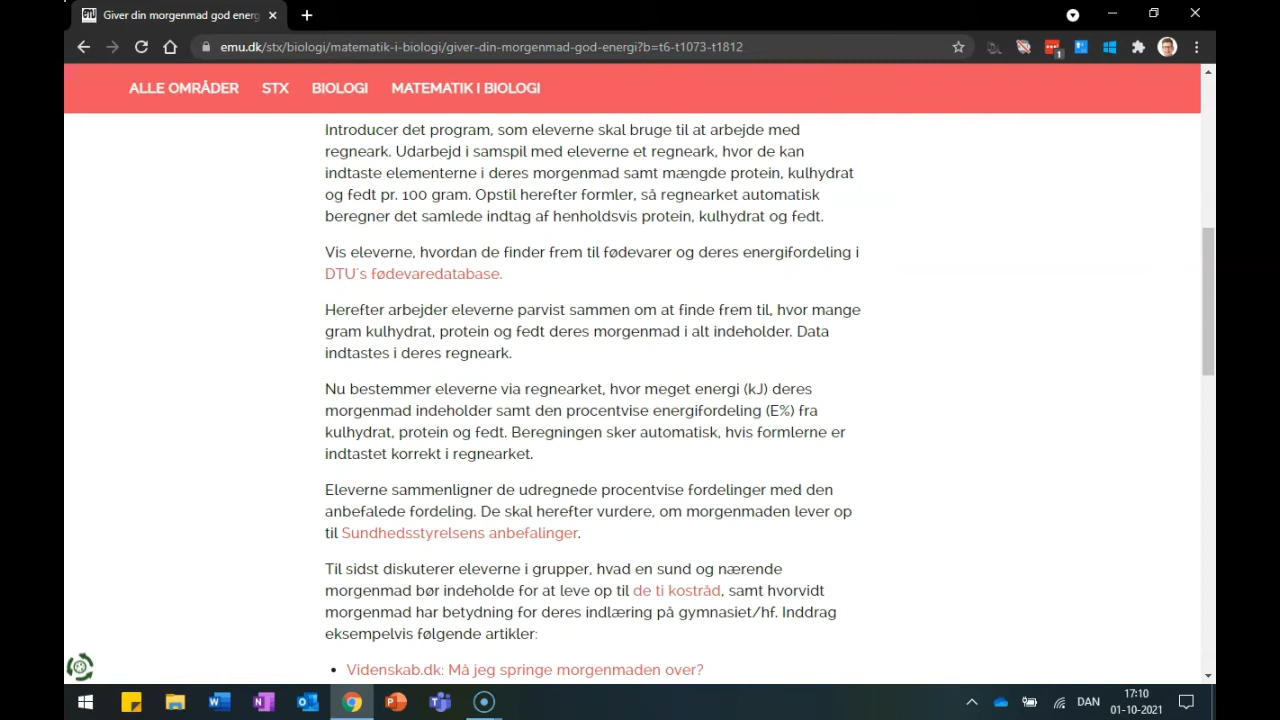 Giver din morgenmad god energ
emu.dk/stx/biologi/matematik-i-biologi/giver-din-morgenmad-god-energi?b=t6-t1073-t1812
1
ALLE OMRÅDER STX BIOLOGI MATEMATIK I BIOLOGI
Introducer det program, som eleverne skal bruge til at arbejde med
regneark. Udarbejd i samspil med eleverne et regneark, hvor de kan
indtaste elementerne i deres morgenmad samt mængde protein, kulhydrat
og fedt pr. 100 gram. Opstil herefter formler, så regnearket automatisk
beregner det samlede indtag af henholdsvis protein, kulhydrat og fedt.
Vis eleverne, hvordan de finder frem til fødevarer og deres energifordeling i
DTU´s fødevaredatabase.
Herefter arbejder eleverne parvist sammen om at finde frem til, hvor mange
gram kulhydrat, protein og fedt deres morgenmad i alt indeholder. Data
indtastes i deres regneark.
Nu bestemmer eleverne via regnearket, hvor meget energi (kJ) deres
morgenmad indeholder samt den procentvise energifordeling (E%) fra
kulhydrat, protein og fedt. Beregningen sker automatisk, hvis formlerne er
indtastet korrekt i regnearket.
Eleverne sammenligner de udregnede procentvise fordelinger med den
anbefalede fordeling. De skal herefter vurdere, om morgenmaden lever op
til Sundhedsstyrelsens anbefalinger.
Til sidst diskuterer eleverne i grupper, hvad en sund og nærende
morgenmad bør indeholde for at leve op til de ti kostråd, samt hvorvidt
morgenmad har betydning for deres indlæring på gymnasiet/hf. Inddrag
eksempelvis følgende artikler:
• Videnskab.dk: Må jeg springe morgenmaden over?
DAN
17:10
01-10-2021